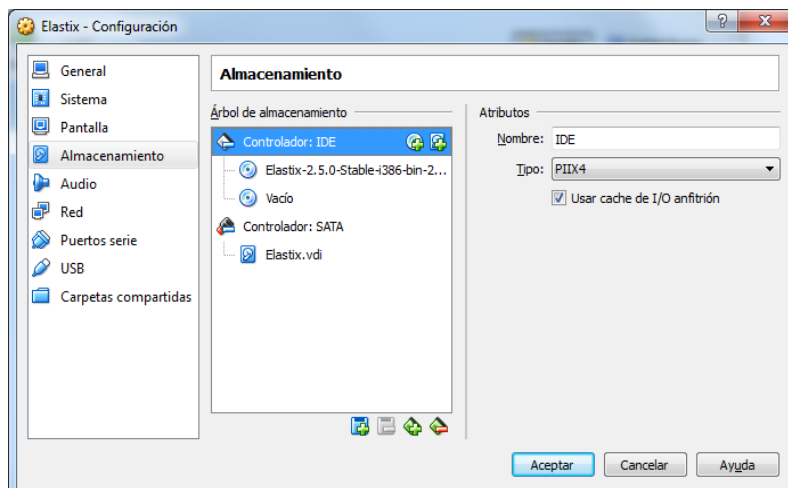 Elastix - Configuración
General
Sistema
Pantalla
Almacenamiento
Audio
Red
Puertos serie
USB
Carpetas compartidas
Almacenamiento
Árbol de almacenamiento
Controlador: IDE
Elastix-2.5.0-Stable-i386-bin-2...
Vacío
Controlador: SATA
Elastix.vdi
Atributos
Nombre: IDE
Tipo: PIIX4
Usar cache de I/O anfitrión
Aceptar Cancelar Ayuda